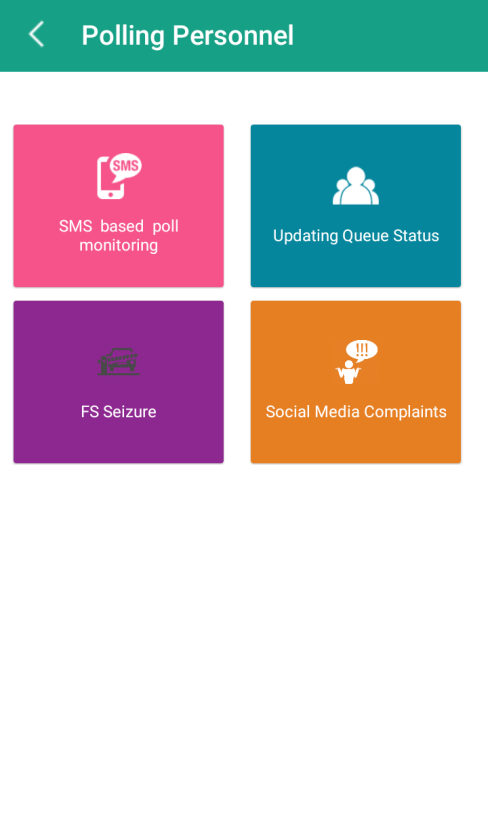 Polling Personnel
SMS
SMS based poll
monitoring
Updating Queue Status
!!!
FS Seizure
Social Media Complaints